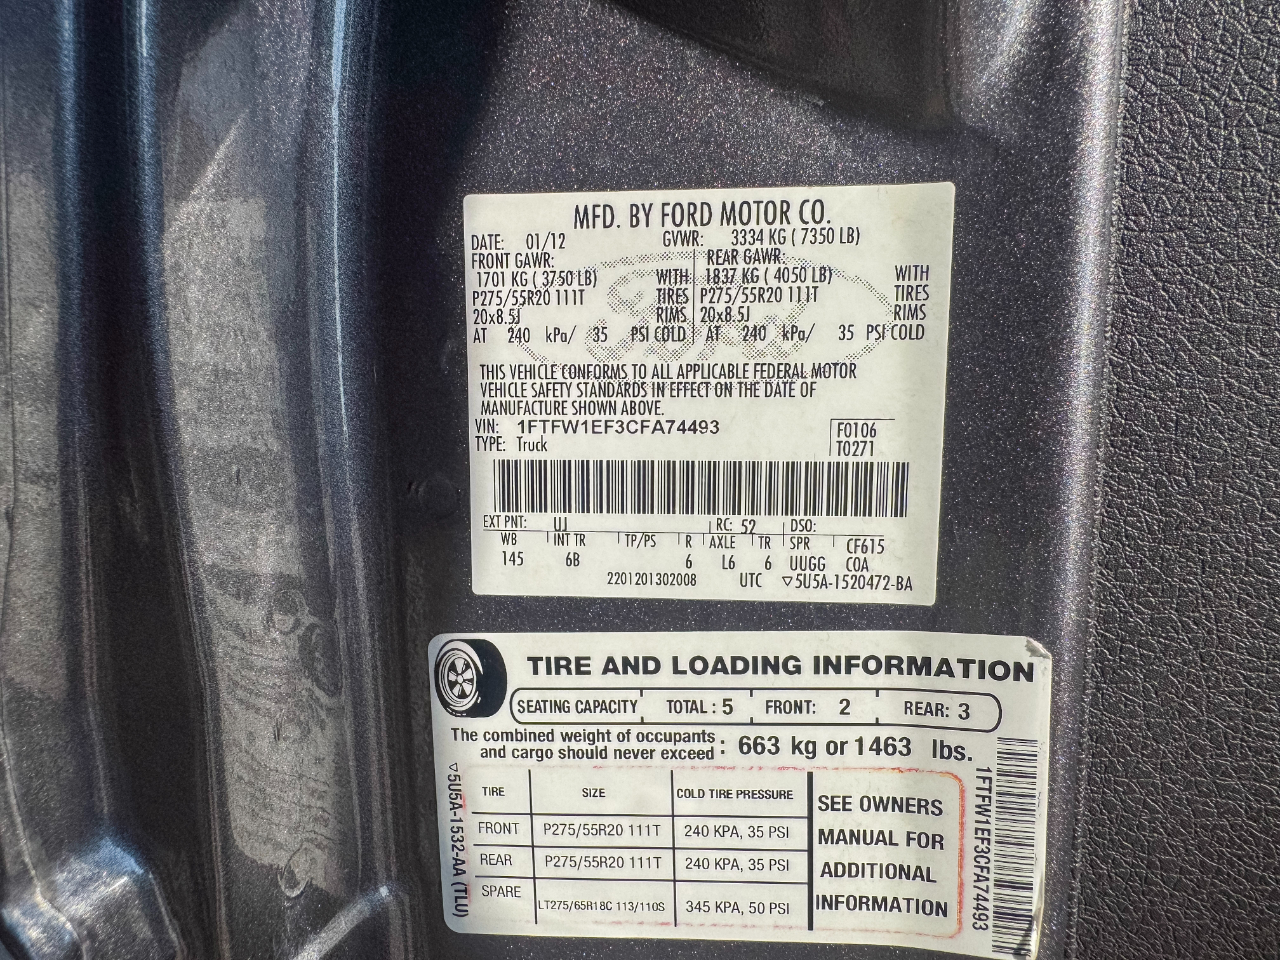 MFD. BY FORD MOTOR CO.
DATE: 01/12 GVWR: 3334 KG ( 7350 LB)
FRONT GAWR: REAR GAWR:
1701 KG ( 3750 LB) WITH 1837 KG ( 4050 LB) WITH
P275/55R20 111T TIRES P275/55R20 111T TIRES
20x8.5J RIMS 20x8.5J RIMS
AT 240 kPa/ 35 PSI COLD AT 240 kPa/ 35 PSI COLD
THIS VEHICLE CONFORMS TO ALL APPLICABLE FEDERAL MOTOR
VEHICLE SAFETY STANDARDS IN EFFECT ON THE DATE OF
MANUFACTURE SHOWN ABOVE.
VIN: 1FTFW1EF3CFA74493 F0106
TYPE: Truck T0271
EXT PNT: UJ RC: 52 DSO:
WB INT TR TP/PS R AXLE TR SPR CF615
145 6B 6 L6 6 UUGG COA
2201201302008 UTC ▽5U5A-1520472-BA
TIRE AND LOADING INFORMATION
SEATING CAPACITY TOTAL : 5 FRONT: 2 REAR: 3
The combined weight of occupants
and cargo should never exceed : 663 kg or 1463 lbs.
TIRE SIZE COLD TIRE PRESSURE
FRONT P275/55R20 111T 240 KPA, 35 PSI
REAR P275/55R20 111T 240 KPA, 35 PSI
SPARE LT275/65R18C 113/110S 345 KPA, 50 PSI
SEE OWNERS
MANUAL FOR
ADDITIONAL
INFORMATION
▽5U5A-1532-AA (TLU)
1FTFW1EF3CFA74493